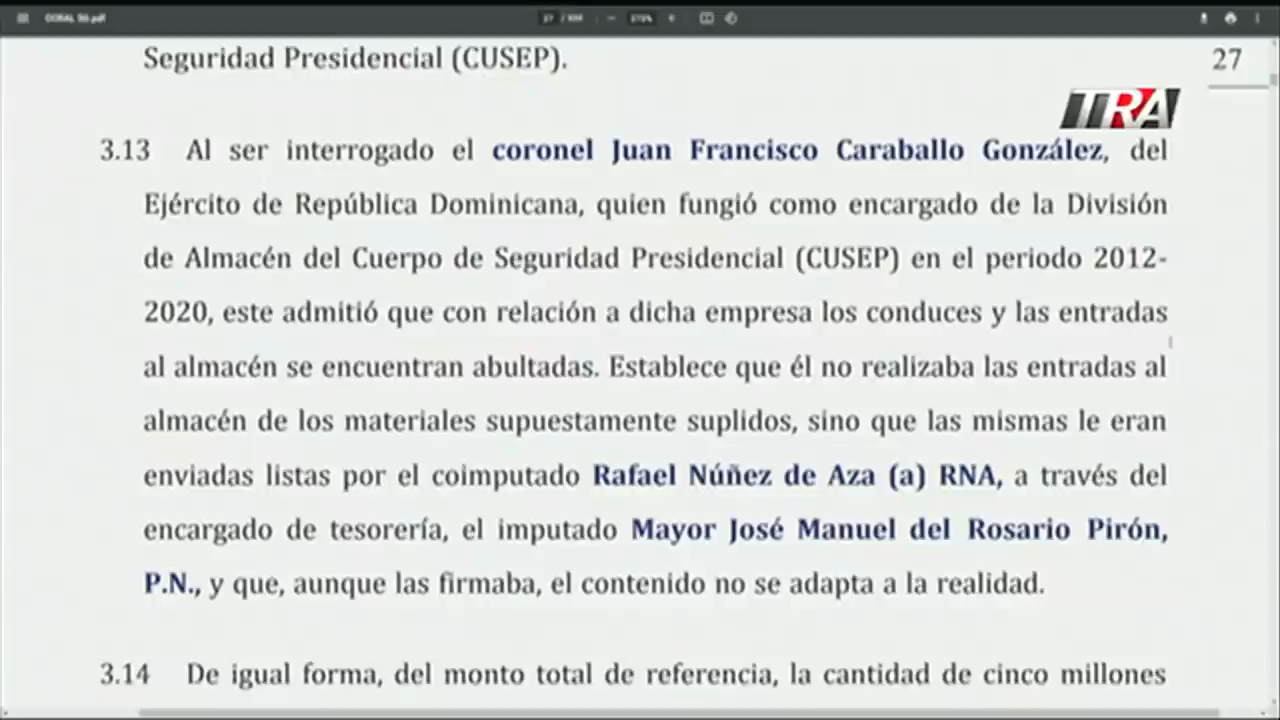 CORAL 5G.pdf
27
Seguridad Presidencial (CUSEP).
27
TRA
3.13 Al ser interrogado el coronel Juan Francisco Caraballo González, del
Ejército de República Dominicana, quien fungió como encargado de la División
de Almacén del Cuerpo de Seguridad Presidencial (CUSEP) en el periodo 2012-
2020, este admitió que con relación a dicha empresa los conduces y las entradas
al almacén se encuentran abultadas. Establece que él no realizaba las entradas al
almacén de los materiales supuestamente suplidos, sino que las mismas le eran
enviadas listas por el coimputado Rafael Núñez de Aza (a) RNA, a través del
encargado de tesorería, el imputado Mayor José Manuel del Rosario Pirón,
P.N., y que, aunque las firmaba, el contenido no se adapta a la realidad.
3.14 De igual forma, del monto total de referencia, la cantidad de cinco millones